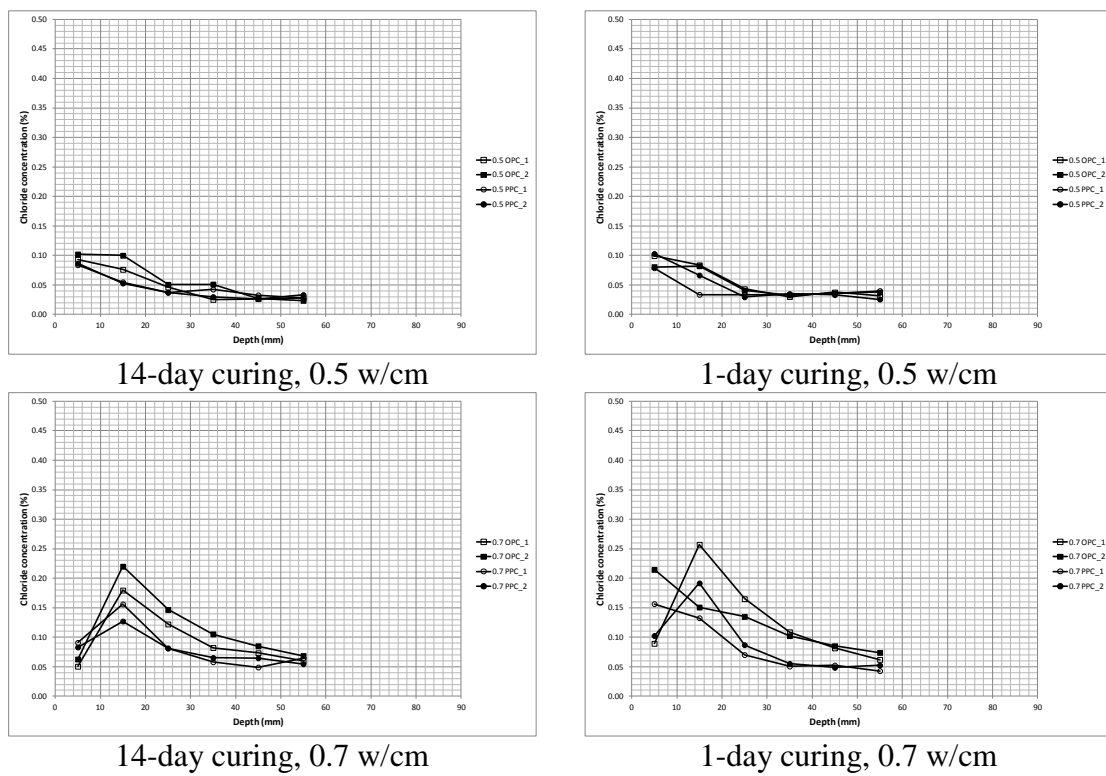 0.50
0.45
0.40
0.35
0.30
0.25
0.20
0.15
0.10
0.05
0.00
Chloride concentration (%)
0 10 20 30 40 50 60 70 80 90
Depth (mm)
0.5 OPC_1
0.5 OPC_2
0.5 PPC_1
0.5 PPC_2
14-day curing, 0.5 w/cm
0.50
0.45
0.40
0.35
0.30
0.25
0.20
0.15
0.10
0.05
0.00
Chloride concentration (%)
0 10 20 30 40 50 60 70 80 90
Depth (mm)
0.5 OPC_1
0.5 OPC_2
0.5 PPC_1
0.5 PPC_2
1-day curing, 0.5 w/cm
0.50
0.45
0.40
0.35
0.30
0.25
0.20
0.15
0.10
0.05
0.00
Chloride concentration (%)
0 10 20 30 40 50 60 70 80 90
Depth (mm)
0.7 OPC_1
0.7 OPC_2
0.7 PPC_1
0.7 PPC_2
14-day curing, 0.7 w/cm
0.50
0.45
0.40
0.35
0.30
0.25
0.20
0.15
0.10
0.05
0.00
Chloride concentration (%)
0 10 20 30 40 50 60 70 80 90
Depth (mm)
0.7 OPC_1
0.7 OPC_2
0.7 PPC_1
0.7 PPC_2
1-day curing, 0.7 w/cm